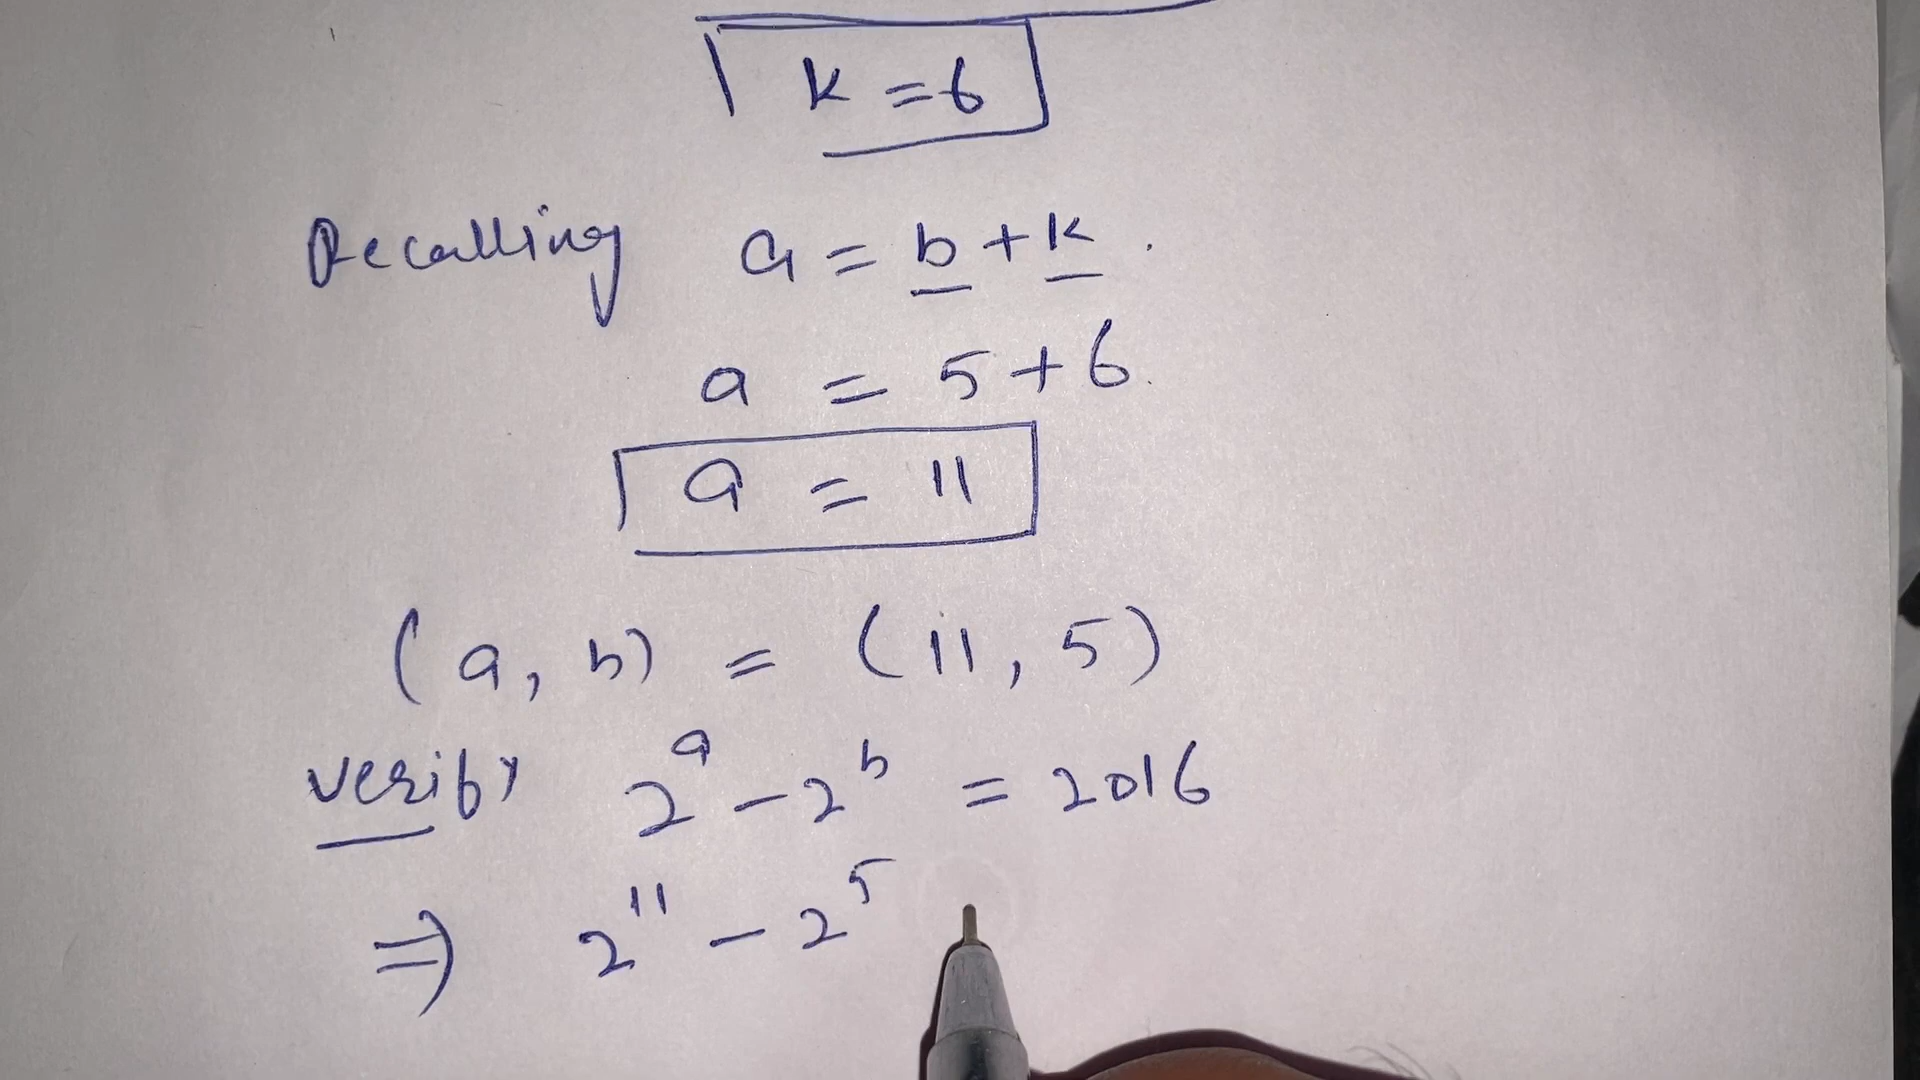 k = 6
Recalling a = b + k.
a = 5 + 6.
a = 11
(a, b) = (11, 5)
verify 2^a - 2^b = 2016
⇒ 2^11 - 2^5